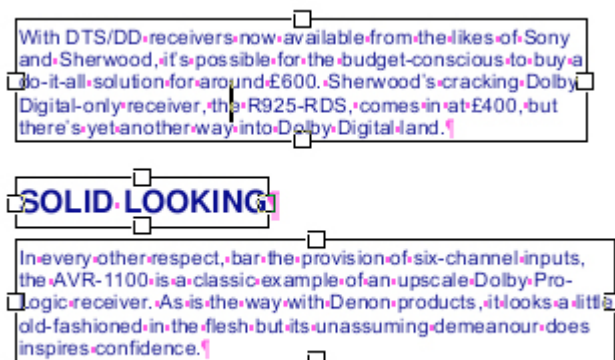 With DTS/DD receivers now available from the likes of Sony
and Sherwood, it's possible for the budget-conscious to buy a
do-it-all solution for around £600. Sherwood's cracking Dolby
Digital-only receiver, the R925-RDS, comes in at £400, but
there's yet another way into Dolby Digital land.¶
SOLID LOOKING¶
In every other respect, bar the provision of six-channel inputs,
the AVR-1100 is a classic example of an upscale Dolby Pro-
Logic receiver. As is the way with Denon products, it looks a little
old-fashioned in the flesh but its unassuming demeanour does
inspires confidence.¶